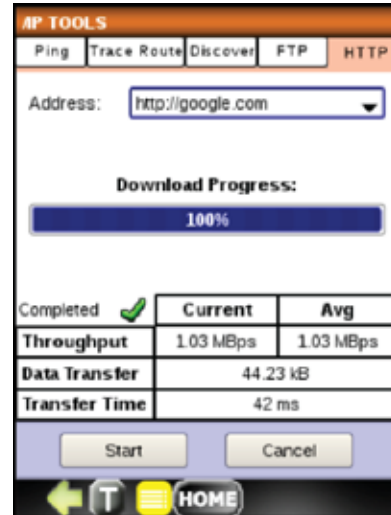 AP TOOLS
Ping Trace Route Discover FTP HTTP
Address: http://google.com
Download Progress:
100%
Completed Current Avg
Throughput 1.03 MBps 1.03 MBps
Data Transfer 44.23 kB
Transfer Time 42 ms
Start Cancel
T HOME